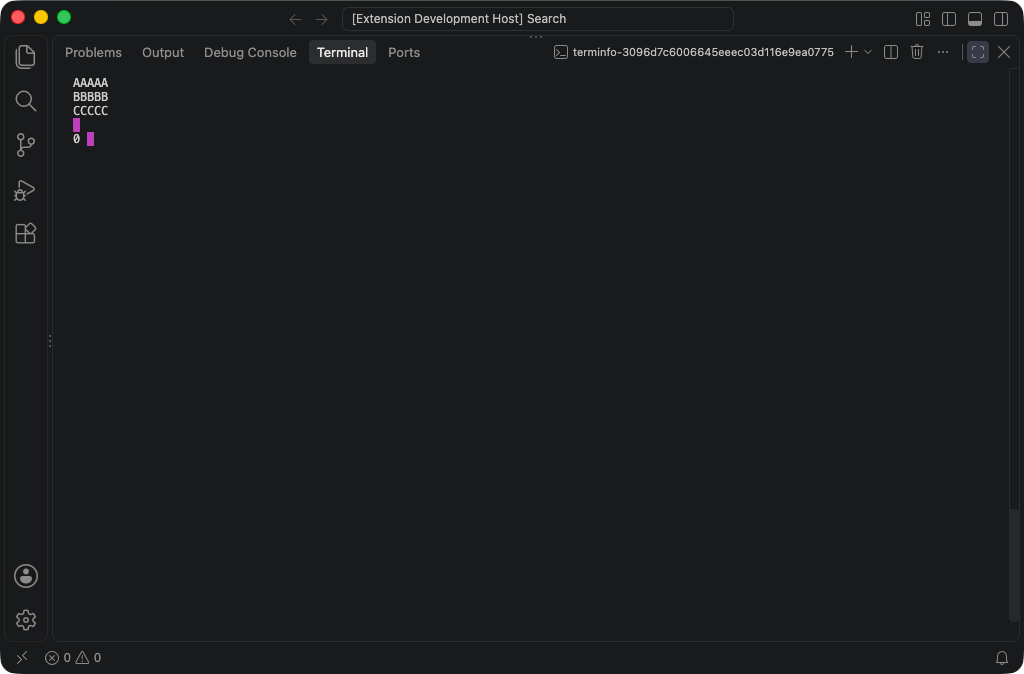 [Extension Development Host] Search
Problems Output Debug Console Terminal Ports
terminfo-3096d7c6006645eeec03d116e9ea0775
AAAAA
BBBBB
CCCCC
0
0 0